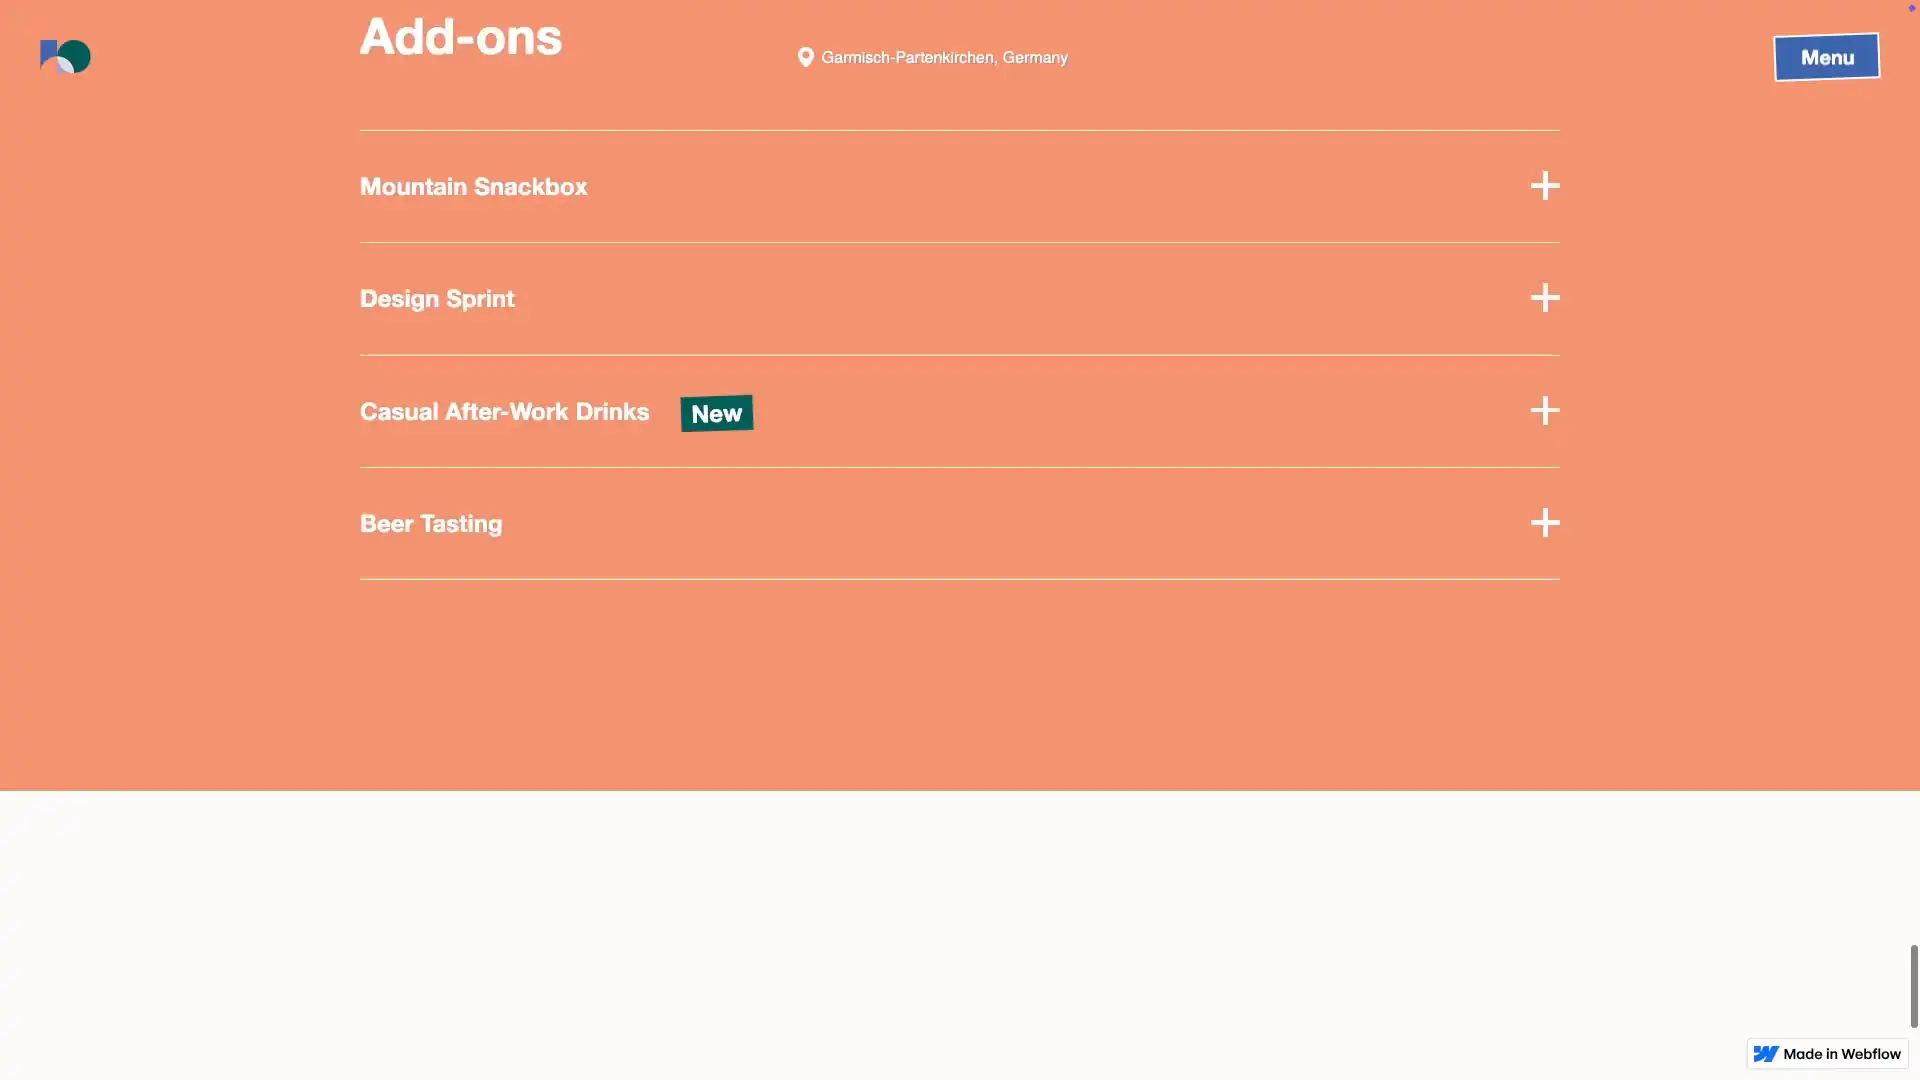 Add-ons
Garmisch-Partenkirchen, Germany
Menu
Mountain Snackbox
Design Sprint
Casual After-Work Drinks New
Beer Tasting
Made in Webflow